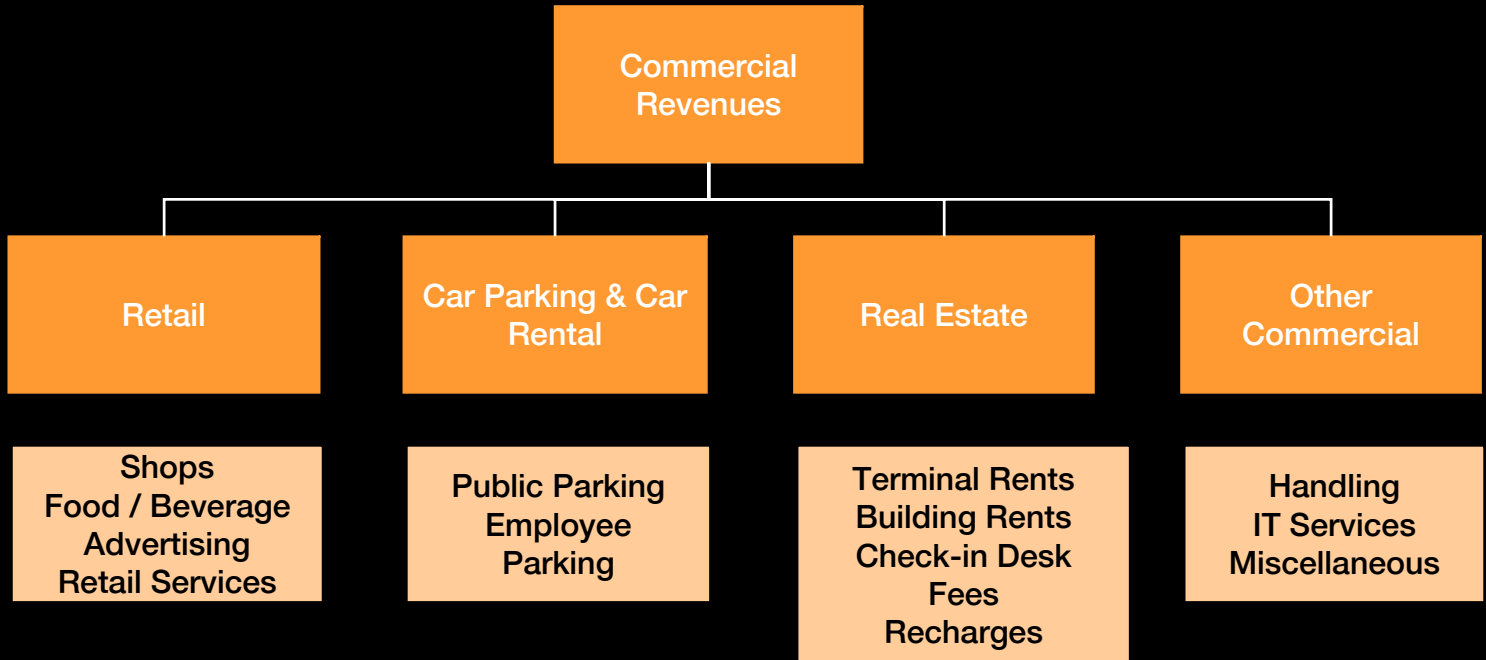 Commercial
Revenues
Retail
Car Parking & Car
Rental
Real Estate
Other
Commercial
Shops
Food / Beverage
Advertising
Retail Services
Public Parking
Employee
Parking
Terminal Rents
Building Rents
Check-in Desk
Fees
Recharges
Handling
IT Services
Miscellaneous